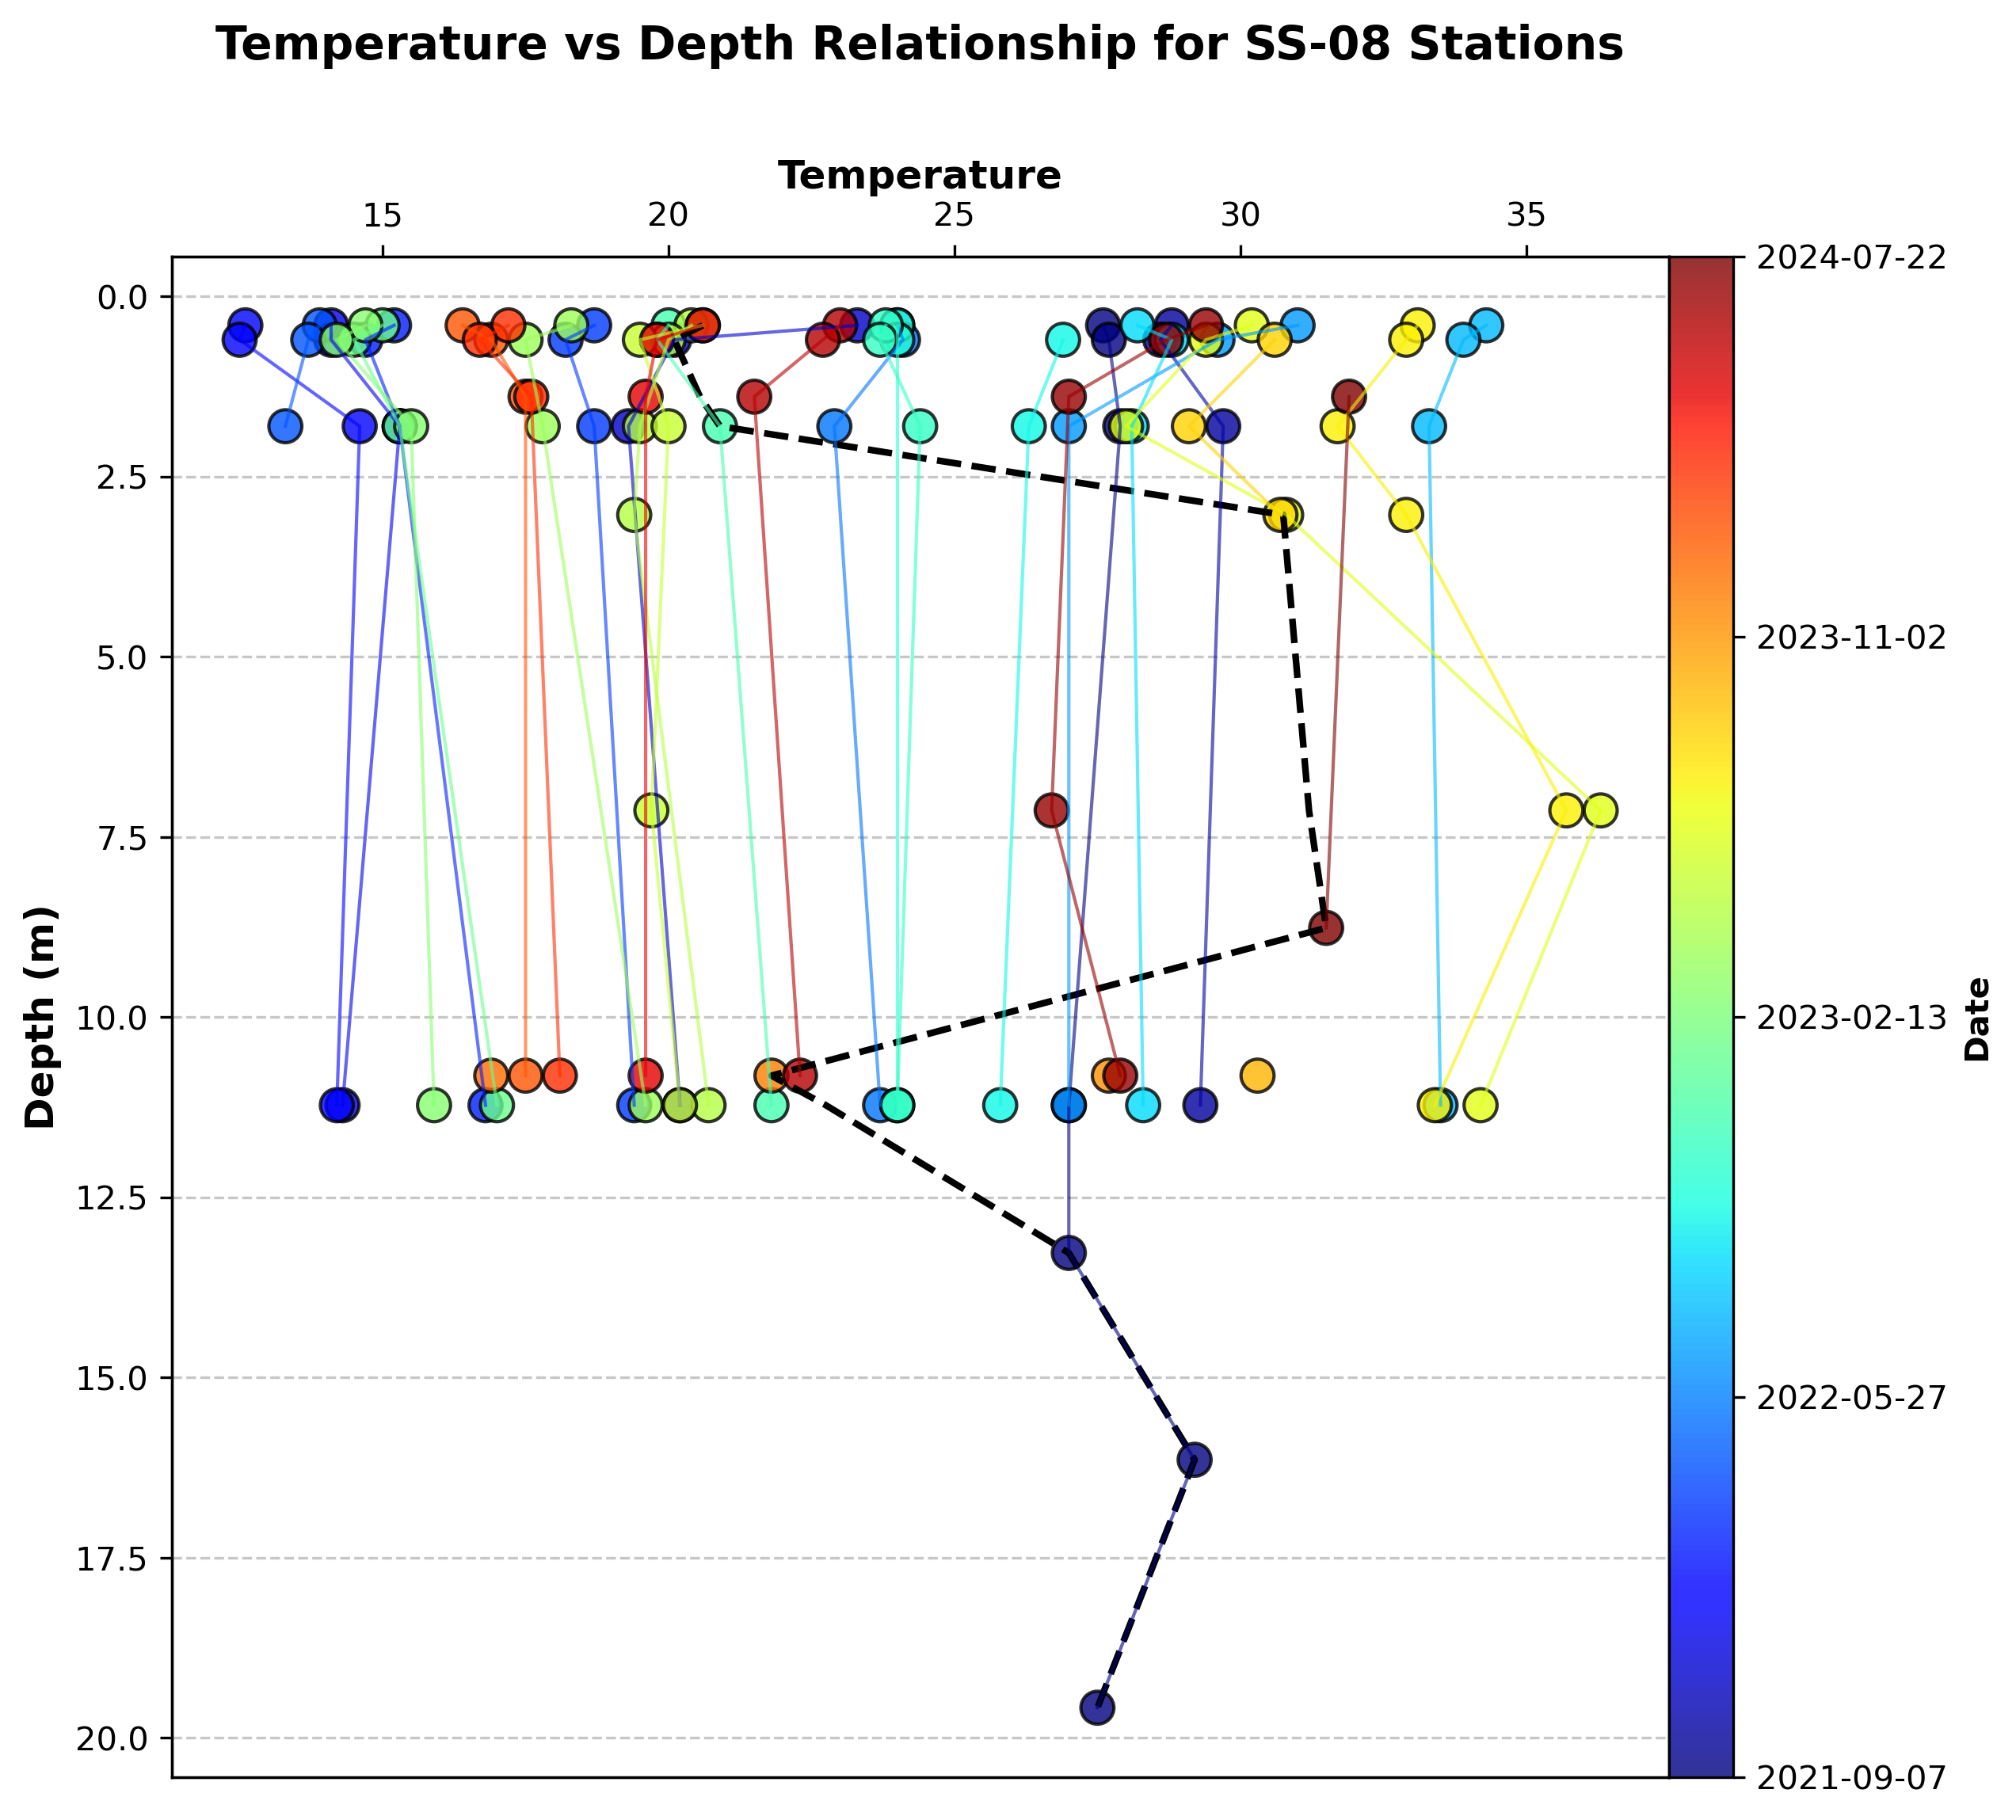 Temperature vs Depth Relationship for SS-08 Stations
Temperature
15 20 25 30 35
0.0
2.5
5.0
7.5
10.0
12.5
15.0
17.5
20.0
Depth (m)
2024-07-22
2023-11-02
2023-02-13
2022-05-27
2021-09-07
Date